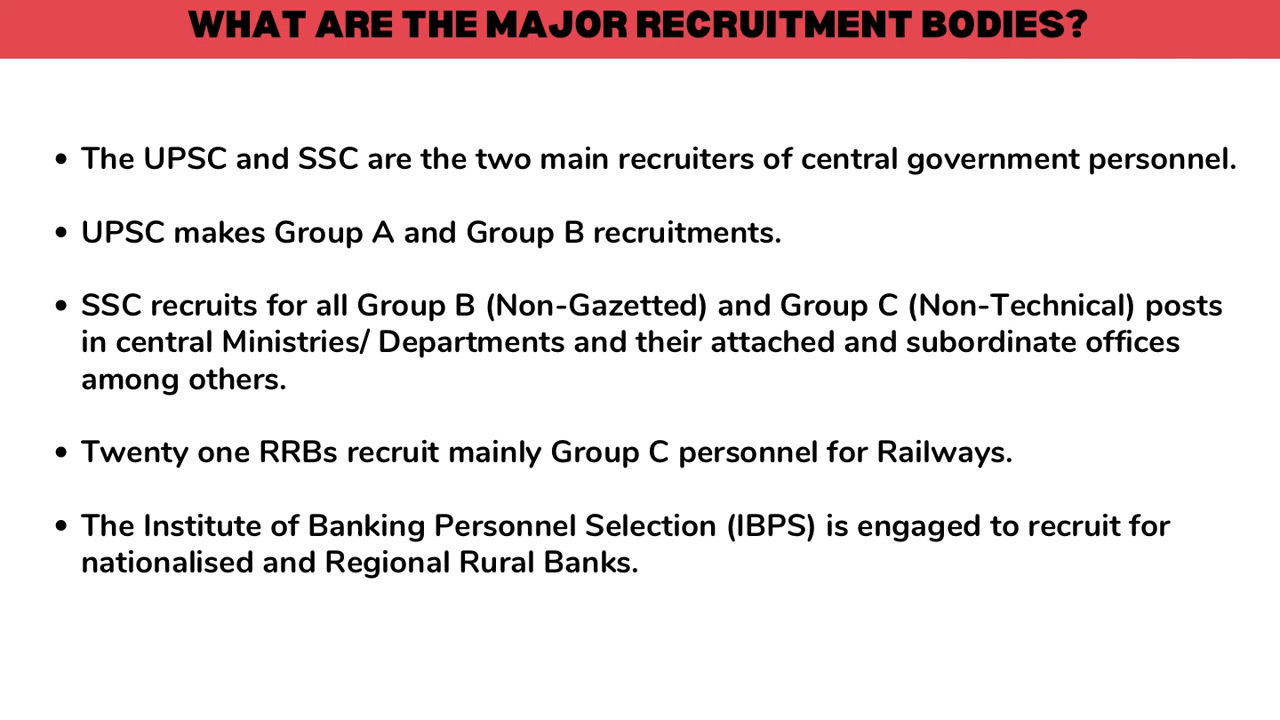 WHAT ARE THE MAJOR RECRUITMENT BODIES?
• The UPSC and SSC are the two main recruiters of central government personnel.
• UPSC makes Group A and Group B recruitments.
• SSC recruits for all Group B (Non-Gazetted) and Group C (Non-Technical) posts
in central Ministries/ Departments and their attached and subordinate offices
among others.
• Twenty one RRBs recruit mainly Group C personnel for Railways.
• The Institute of Banking Personnel Selection (IBPS) is engaged to recruit for
nationalised and Regional Rural Banks.